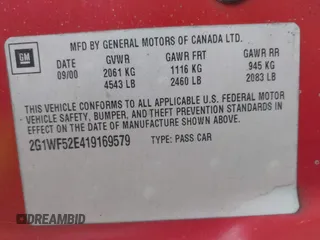 GM
MFD BY GENERAL MOTORS OF CANADA LTD.
DATE GVWR GAWR FRT GAWR RR
09/00 2061 KG 1116 KG 945 KG
4543 LB 2460 LB 2083 LB
THIS VEHICLE CONFORMS TO ALL APPLICABLE U.S. FEDERAL MOTOR
VEHICLE SAFETY, BUMPER, AND THEFT PREVENTION STANDARDS IN
EFFECT ON THE DATE OF MANUFACTURE SHOWN ABOVE.
2G1WF52E419169579 TYPE: PASS CAR
BIDINFO